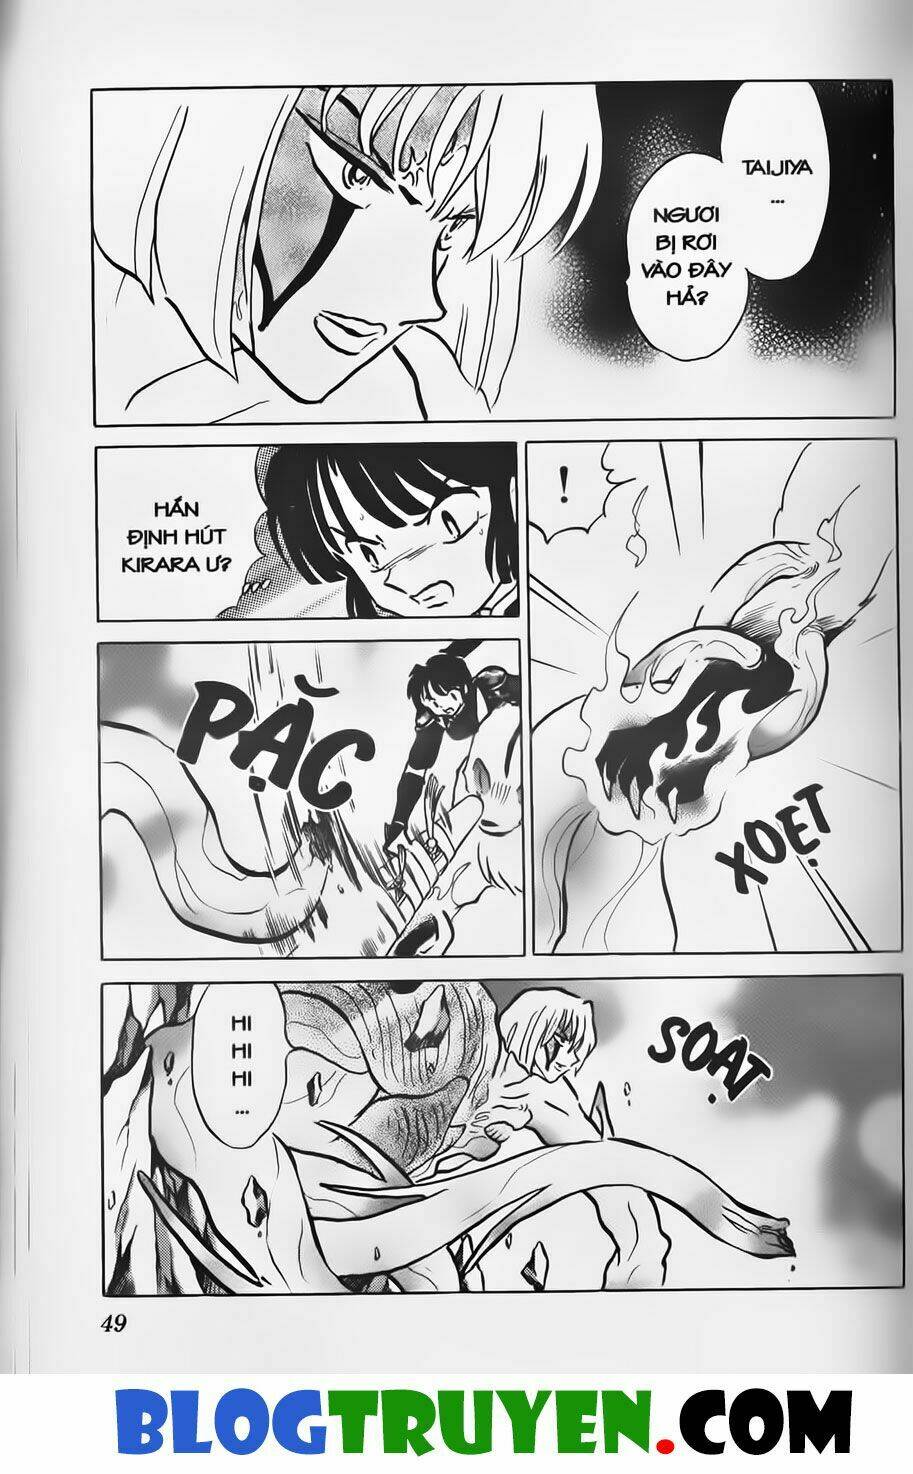 TAIJIYA
...
NGƯƠI
BỊ RƠI
VÀO ĐÂY
HẢ?
!
XOẸT
HẮN
ĐỊNH HÚT
KIRARA Ư?
PẶC
SOẠT
HI
HI
HI
...
49
BLOGTRUYEN.COM